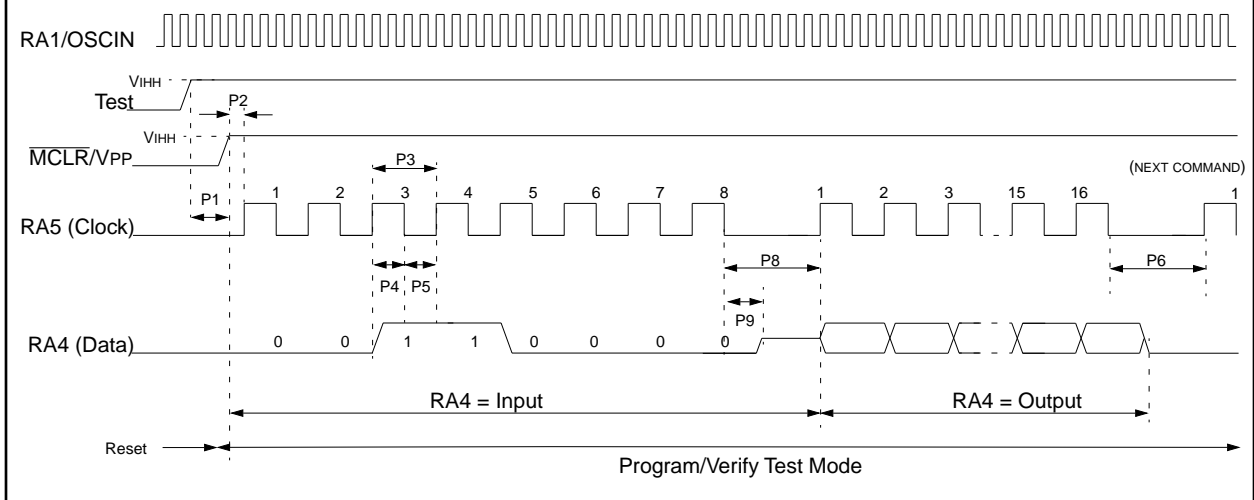 RA1/OSCIN
VIHH
Test
P2
VIHH
MCLR/VPP
P3
(NEXT COMMAND)
P1
1 2 3 4 5 6 7 8 1 2 3 15 16 1
RA5 (Clock)
P8
P6
P4 P5
P9
RA4 (Data)
0 0 1 1 0 0 0 0
RA4 = Input
RA4 = Output
Reset
Program/Verify Test Mode